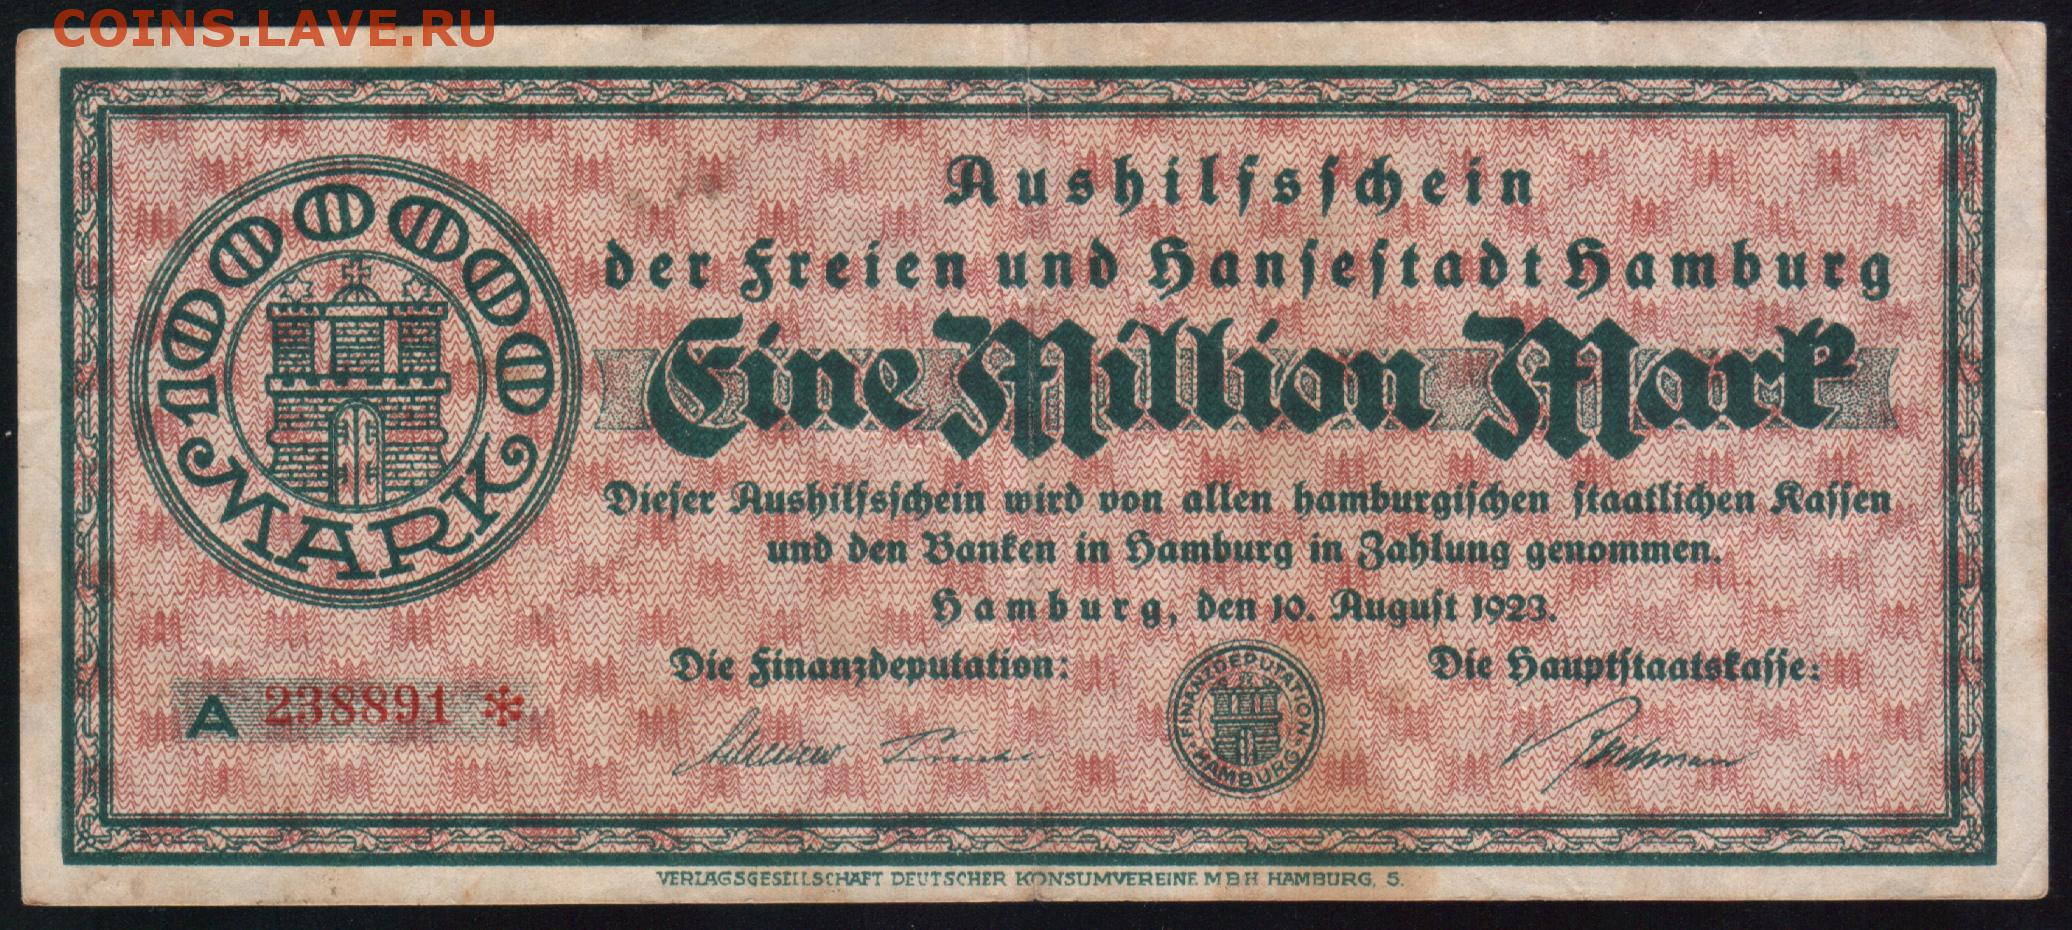 COINS.LAVE.RU
1000000
MARK
Aushilfsschein
der Freien und Hansestadt Hamburg
Eine Million Mark
Dieser Aushilfsschein wird von allen hamburgischen staatlichen Kassen
und den Banken in Hamburg in Zahlung genommen.
Hamburg, den 10. August 1923.
Die Finanzdeputation:
Die Hauptstaatskasse:
FINANZDEPUTATION
HAMBURG
A 238891 *
VERLAGSGESELLSCHAFT DEUTSCHER KONSUMVEREINE M B H HAMBURG, 5.